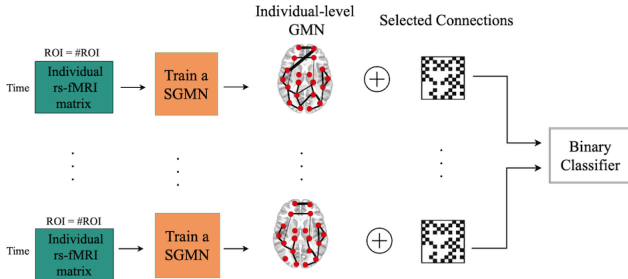 Individual-level
GMN
Selected Connections
ROI = #ROI
Time
Individual
rs-fMRI
matrix
Train a
SGMN
Binary
Classifier
ROI = #ROI
Time
Individual
rs-fMRI
matrix
Train a
SGMN